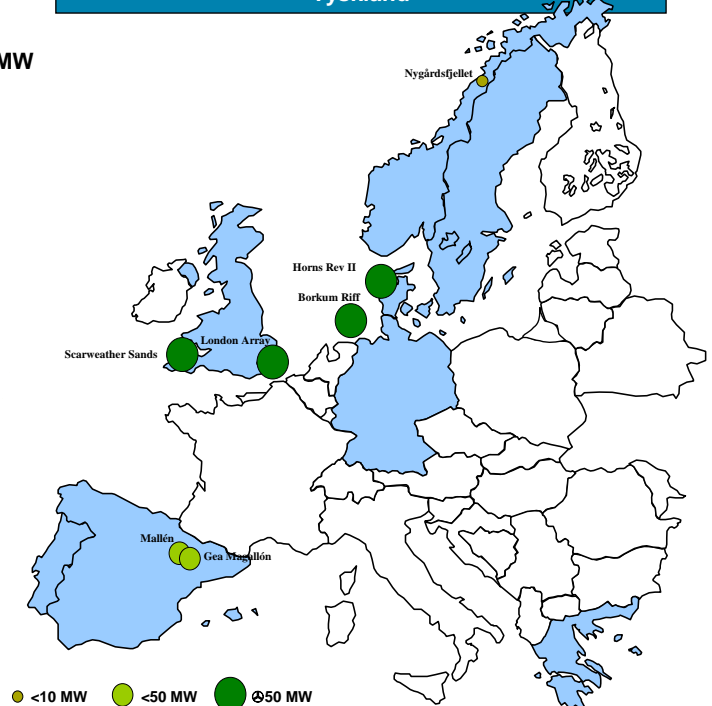 MW
Nygårdsfjellet
Horns Rev II
Borkum Riff
London Array
Scarweather Sands
Mallén
Gea Magallón
<10 MW
<50 MW
50 MW